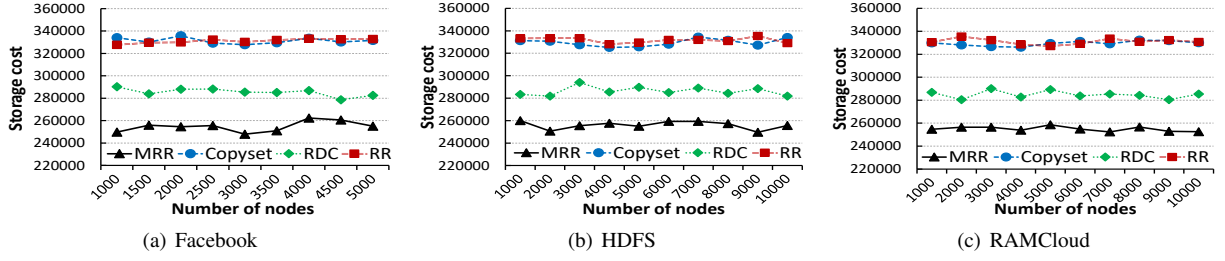 Storage cost
360000
340000
320000
300000
280000
260000
240000
220000
MRR Copyset RDC RR
1000 1500 2000 2500 3000 3500 4000 4500 5000
Number of nodes
(a) Facebook
Storage cost
360000
340000
320000
300000
280000
260000
240000
220000
MRR Copyset RDC RR
1000 2000 3000 4000 5000 6000 7000 8000 9000 10000
Number of nodes
(b) HDFS
Storage cost
360000
340000
320000
300000
280000
260000
240000
220000
MRR Copyset RDC RR
1000 2000 3000 4000 5000 6000 7000 8000 9000 10000
Number of nodes
(c) RAMCloud